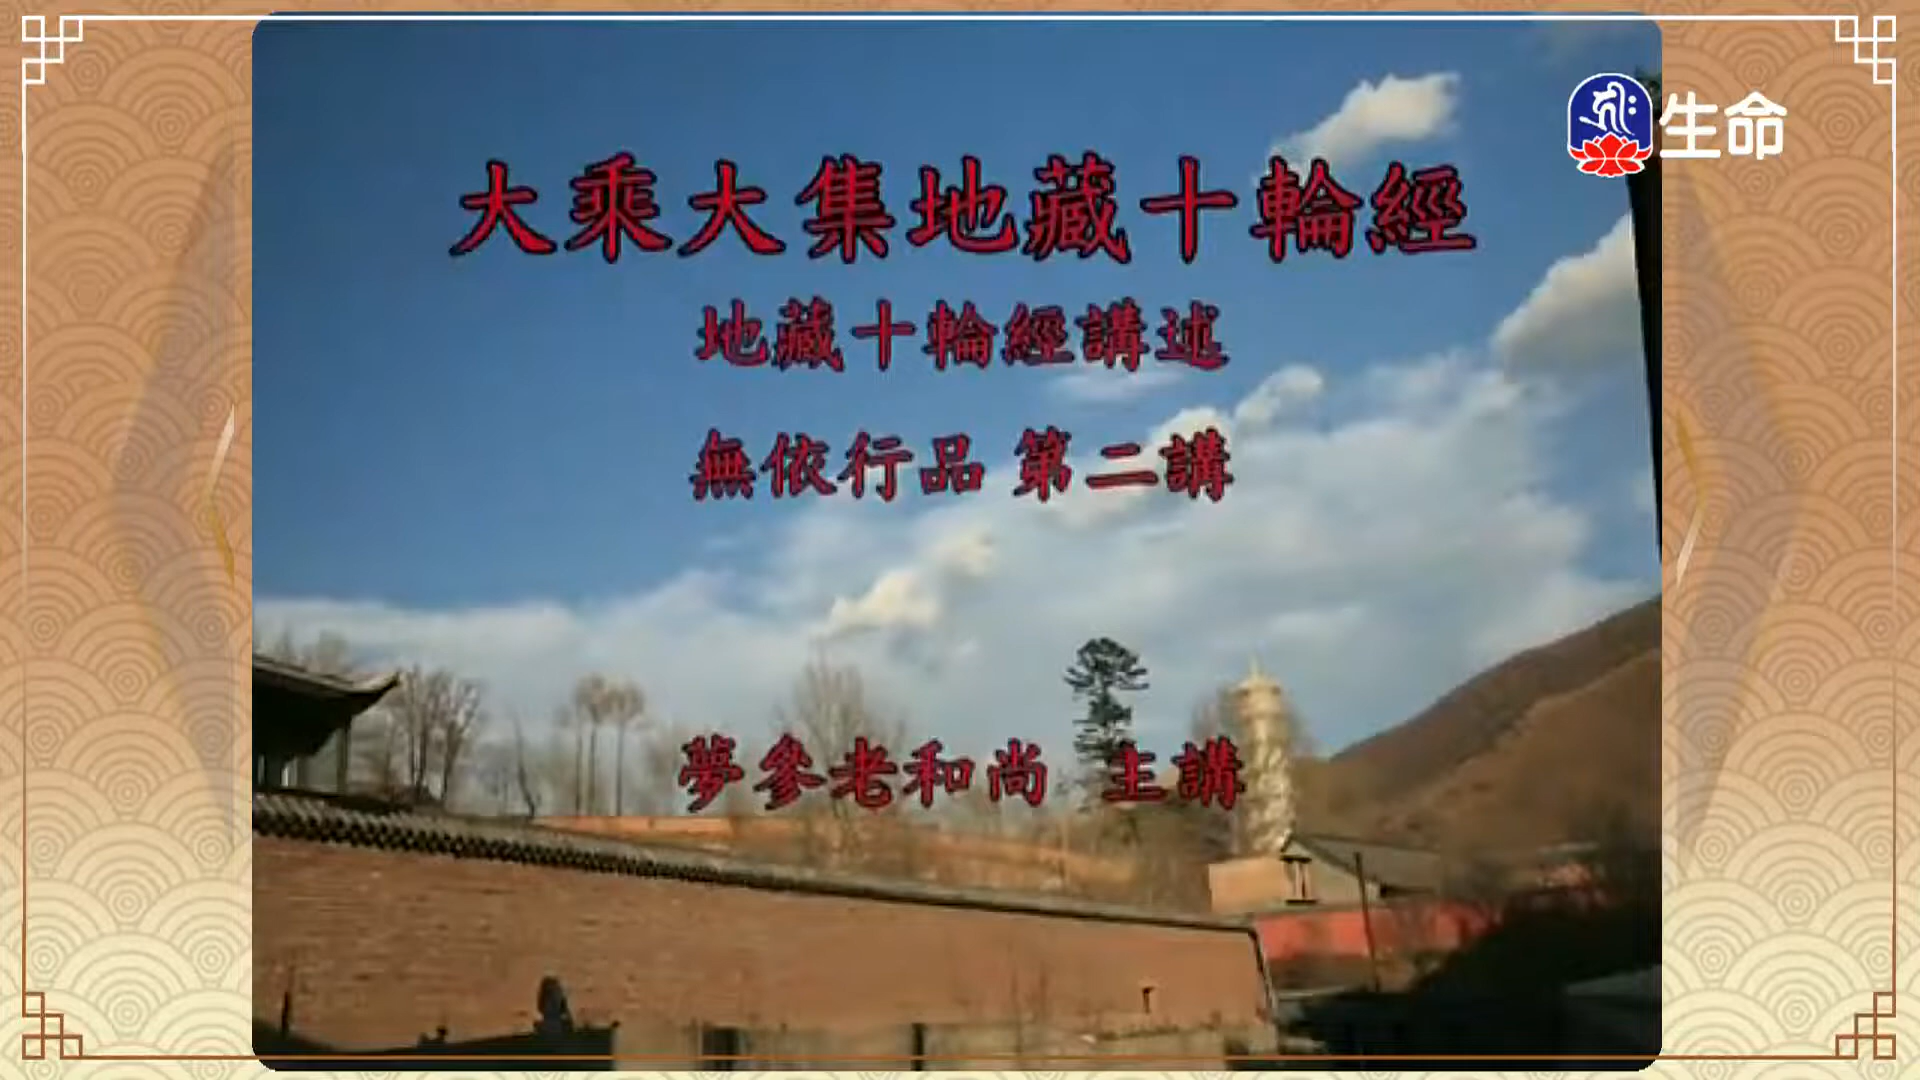 生命
大乘大集地藏十輪經
地藏十輪經講述
無依行品 第二講
夢參老和尚 主講